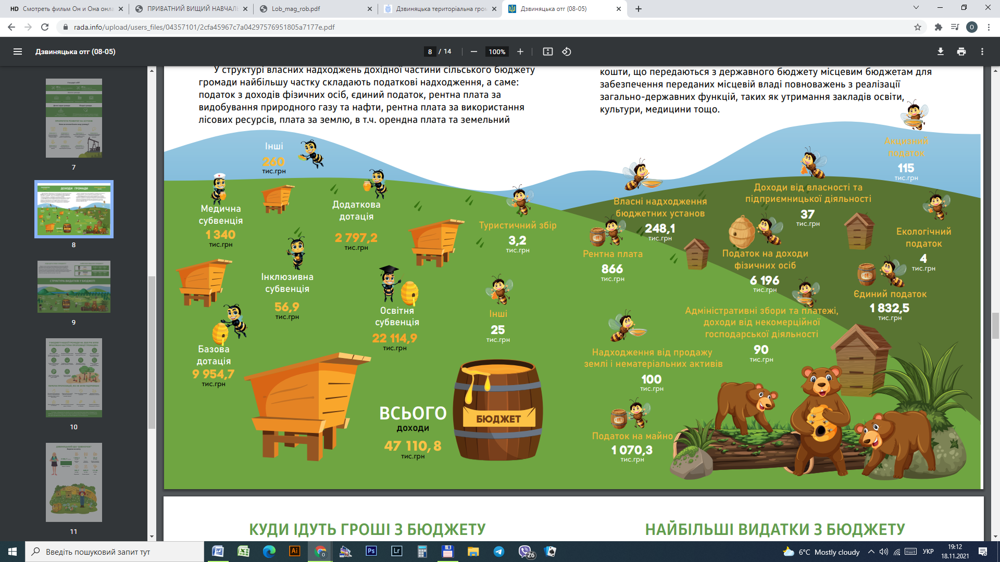 HD Смотреть фильм Он и Она онла
ПРИВАТНИЙ ВИЩИЙ НАВЧАЛЬ
Lob_mag_rob.pdf
Дзвиняцька територіальна гром
Дзвиняцька отг (08-05)
rada.info/upload/users_files/04357101/2cfa45967c7a04297576951805a7177e.pdf
О
Дзвиняцька отг (08-05)
8 / 14
100%
7
8
9
10
11
ДОХОДИ ГРОМАДИ
СТРУКТУРА ВИДАТКІВ У БЮДЖЕТІ
У структурі власних надходжень дохідної частини сільського бюджету
громади найбільшу частку складають податкові надходження, а саме:
податок з доходів фізичних осіб, єдиний податок, рентна плата за
видобування природного газу та нафти, рентна плата за використання
лісових ресурсів, плата за землю, в т.ч. орендна плата та земельний
кошти, що передаються з державного бюджету місцевим бюджетам для
забезпечення переданих місцевій владі повноважень з реалізації
загально-державних функцій, таких як утримання закладів освіти,
культури, медицини тощо.
Інші
260
тис.грн
Медична
субвенція
1 340
тис.грн
Додаткова
дотація
2 797,2
тис.грн
Інклюзивна
субвенція
56,9
тис.грн
Освітня
субвенція
22 114,9
тис.грн
Базова
дотація
9 954,7
тис.грн
Туристичний збір
3,2
тис.грн
Інші
25
тис.грн
ВСЬОГО
доходи
47 110,8
тис.грн
БЮДЖЕТ
Власні надходження
бюджетних установ
248,1
тис.грн
Рентна плата
866
тис.грн
Доходи від власності та
підприємницької діяльності
37
тис.грн
Акцизний
податок
115
тис.грн
Екологічний
податок
4
тис.грн
Податок на доходи
фізичних осіб
6 196
тис.грн
Єдиний податок
1 832,5
тис.грн
Адміністративні збори та платежі,
доходи від некомерційної
господарської діяльності
90
тис.грн
Надходження від продажу
землі і нематеріальних активів
100
тис.грн
Податок на майно
1 070,3
тис.грн
КУДИ ІДУТЬ ГРОШІ З БЮДЖЕТУ
НАЙБІЛЬШІ ВИДАТКИ З БЮДЖЕТУ
Введіть пошуковий запит тут
Ai
Ps
Lr
26
6°C Mostly cloudy
УКР
19:12
18.11.2021